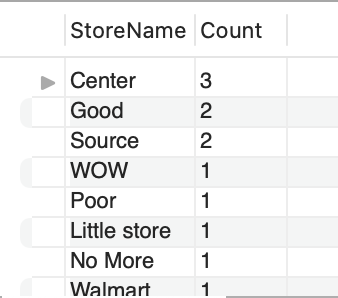 StoreName Count
Center 3
Good 2
Source 2
WOW 1
Poor 1
Little store 1
No More 1
Walmart 1